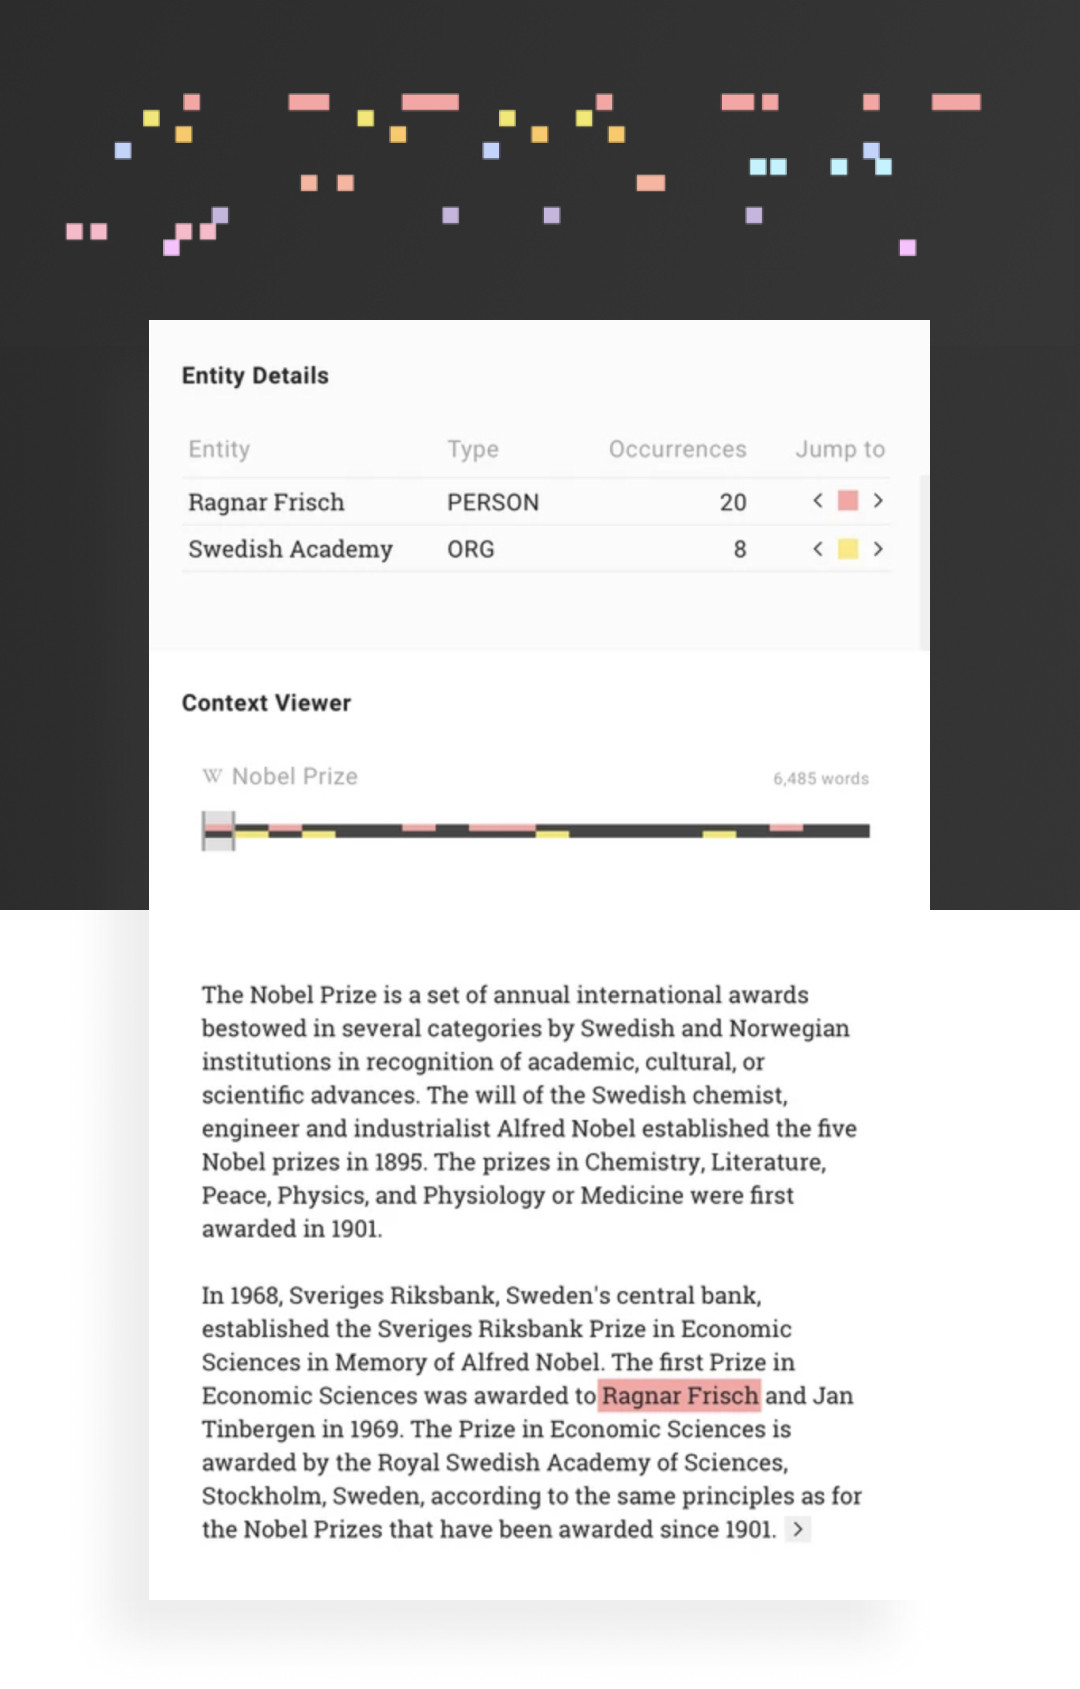 Entity Details
Entity Type Occurrences Jump to
Ragnar Frisch PERSON 20 < >
Swedish Academy ORG 8 < >
Context Viewer
W Nobel Prize 6,485 words
The Nobel Prize is a set of annual international awards
bestowed in several categories by Swedish and Norwegian
institutions in recognition of academic, cultural, or
scientific advances. The will of the Swedish chemist,
engineer and industrialist Alfred Nobel established the five
Nobel prizes in 1895. The prizes in Chemistry, Literature,
Peace, Physics, and Physiology or Medicine were first
awarded in 1901.
In 1968, Sveriges Riksbank, Sweden's central bank,
established the Sveriges Riksbank Prize in Economic
Sciences in Memory of Alfred Nobel. The first Prize in
Economic Sciences was awarded to Ragnar Frisch and Jan
Tinbergen in 1969. The Prize in Economic Sciences is
awarded by the Royal Swedish Academy of Sciences,
Stockholm, Sweden, according to the same principles as for
the Nobel Prizes that have been awarded since 1901. >